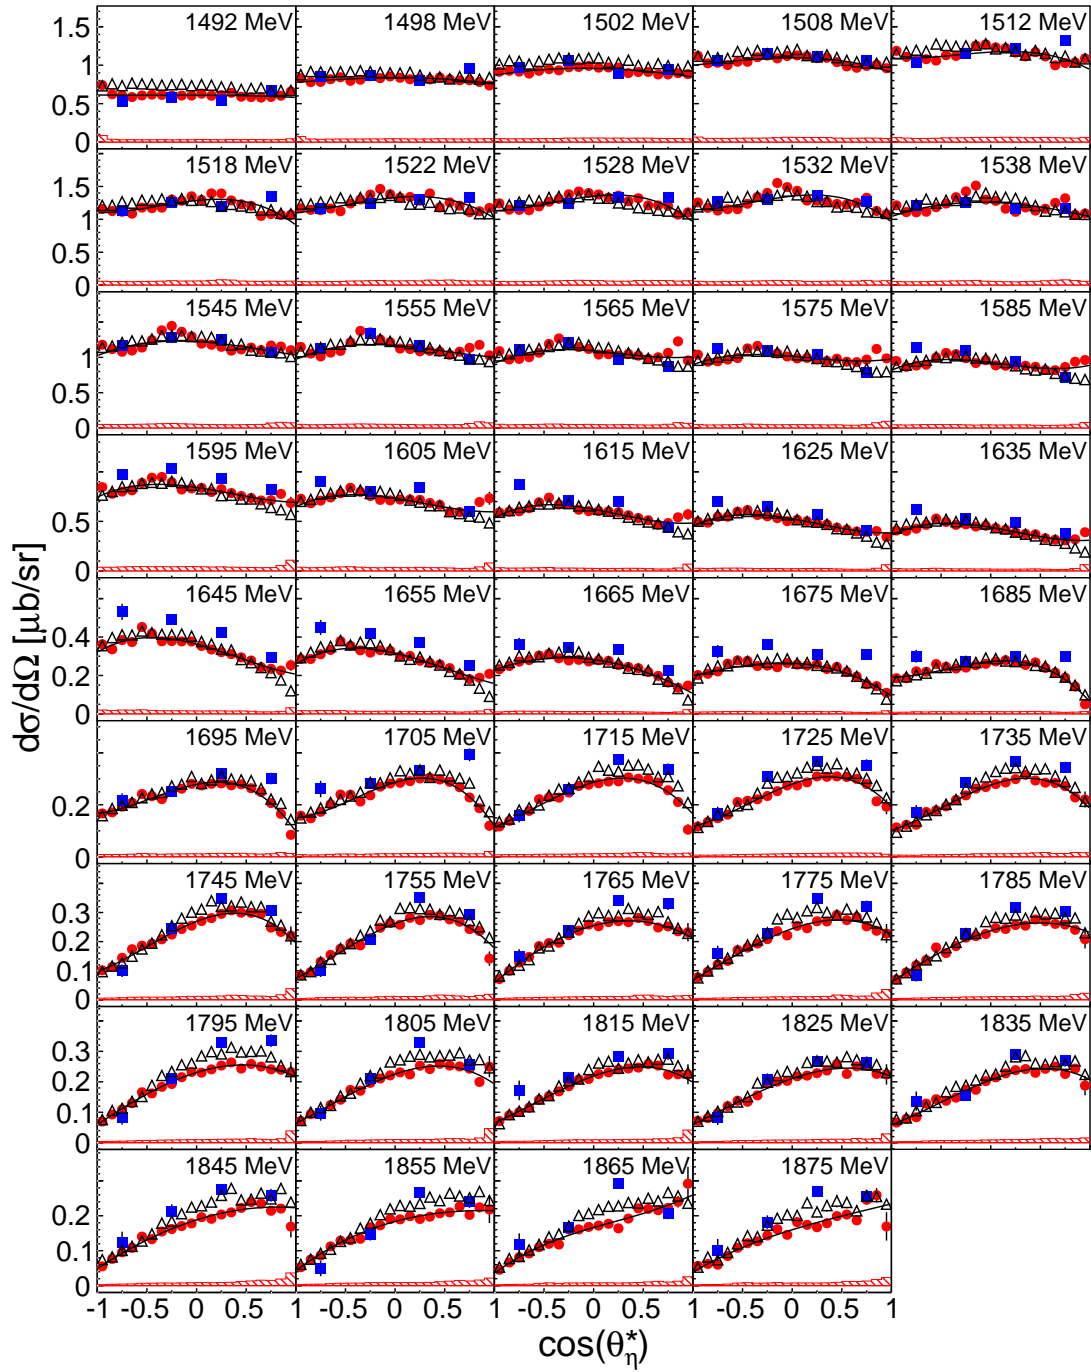 1492 MeV 1498 MeV 1502 MeV 1508 MeV 1512 MeV
1.5
1
0.5
0
1518 MeV 1522 MeV 1528 MeV 1532 MeV 1538 MeV
1.5
1
0.5
0
1545 MeV 1555 MeV 1565 MeV 1575 MeV 1585 MeV
1
0.5
0
1595 MeV 1605 MeV 1615 MeV 1625 MeV 1635 MeV
1
0.5
0
1645 MeV 1655 MeV 1665 MeV 1675 MeV 1685 MeV
0.4
0.2
0
1695 MeV 1705 MeV 1715 MeV 1725 MeV 1735 MeV
0.2
0
1745 MeV 1755 MeV 1765 MeV 1775 MeV 1785 MeV
0.3
0.2
0.1
0
1795 MeV 1805 MeV 1815 MeV 1825 MeV 1835 MeV
0.3
0.2
0.1
0
1845 MeV 1855 MeV 1865 MeV 1875 MeV
0.2
0.1
0
-1 -0.5 0 0.5 1 -0.5 0 0.5 1 -0.5 0 0.5 1 -0.5 0 0.5 1
dσ/dΩ [μb/sr]
cos(θ*η)